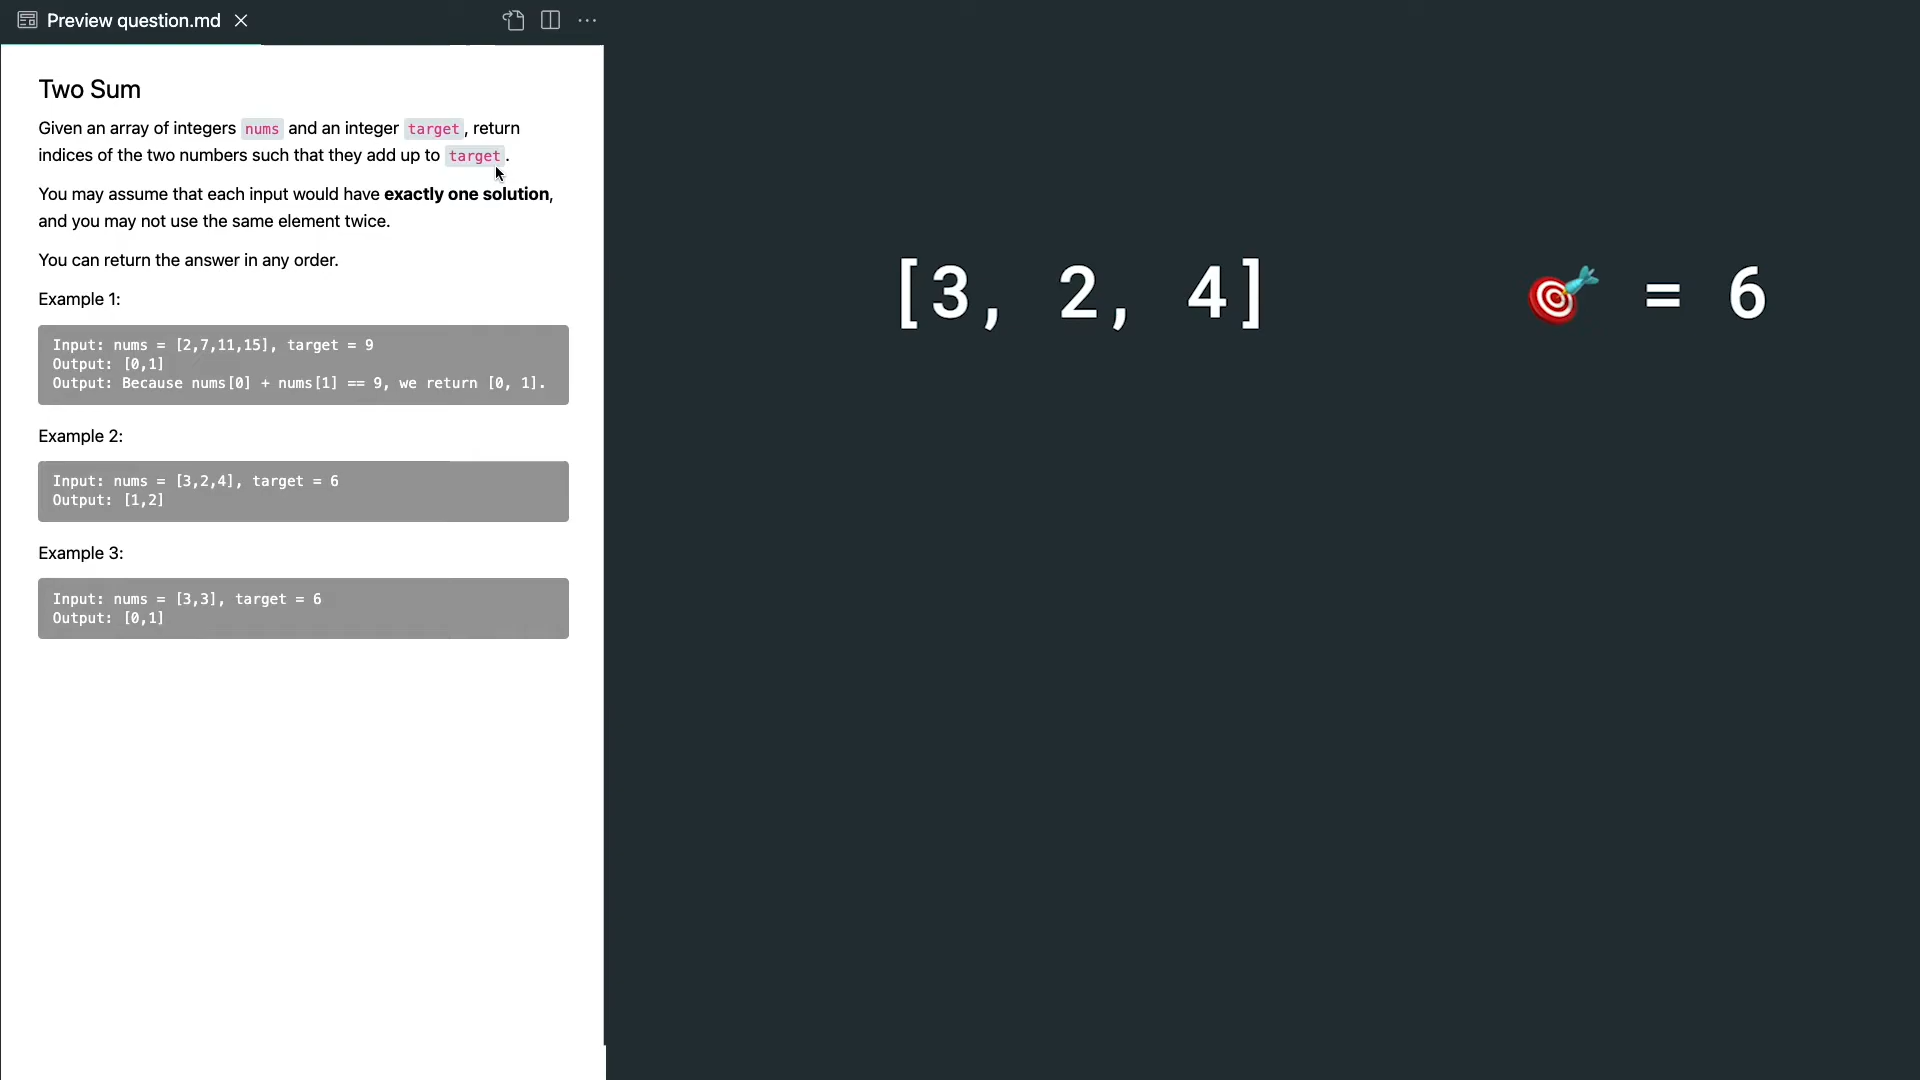 Preview question.md
Two Sum
Given an array of integers nums and an integer target, return
indices of the two numbers such that they add up to target.
You may assume that each input would have exactly one solution,
and you may not use the same element twice.
You can return the answer in any order.
Example 1:
Input: nums = [2,7,11,15], target = 9
Output: [0,1]
Output: Because nums[0] + nums[1] == 9, we return [0, 1].
Example 2:
Input: nums = [3,2,4], target = 6
Output: [1,2]
Example 3:
Input: nums = [3,3], target = 6
Output: [0,1]
[3, 2, 4]
= 6